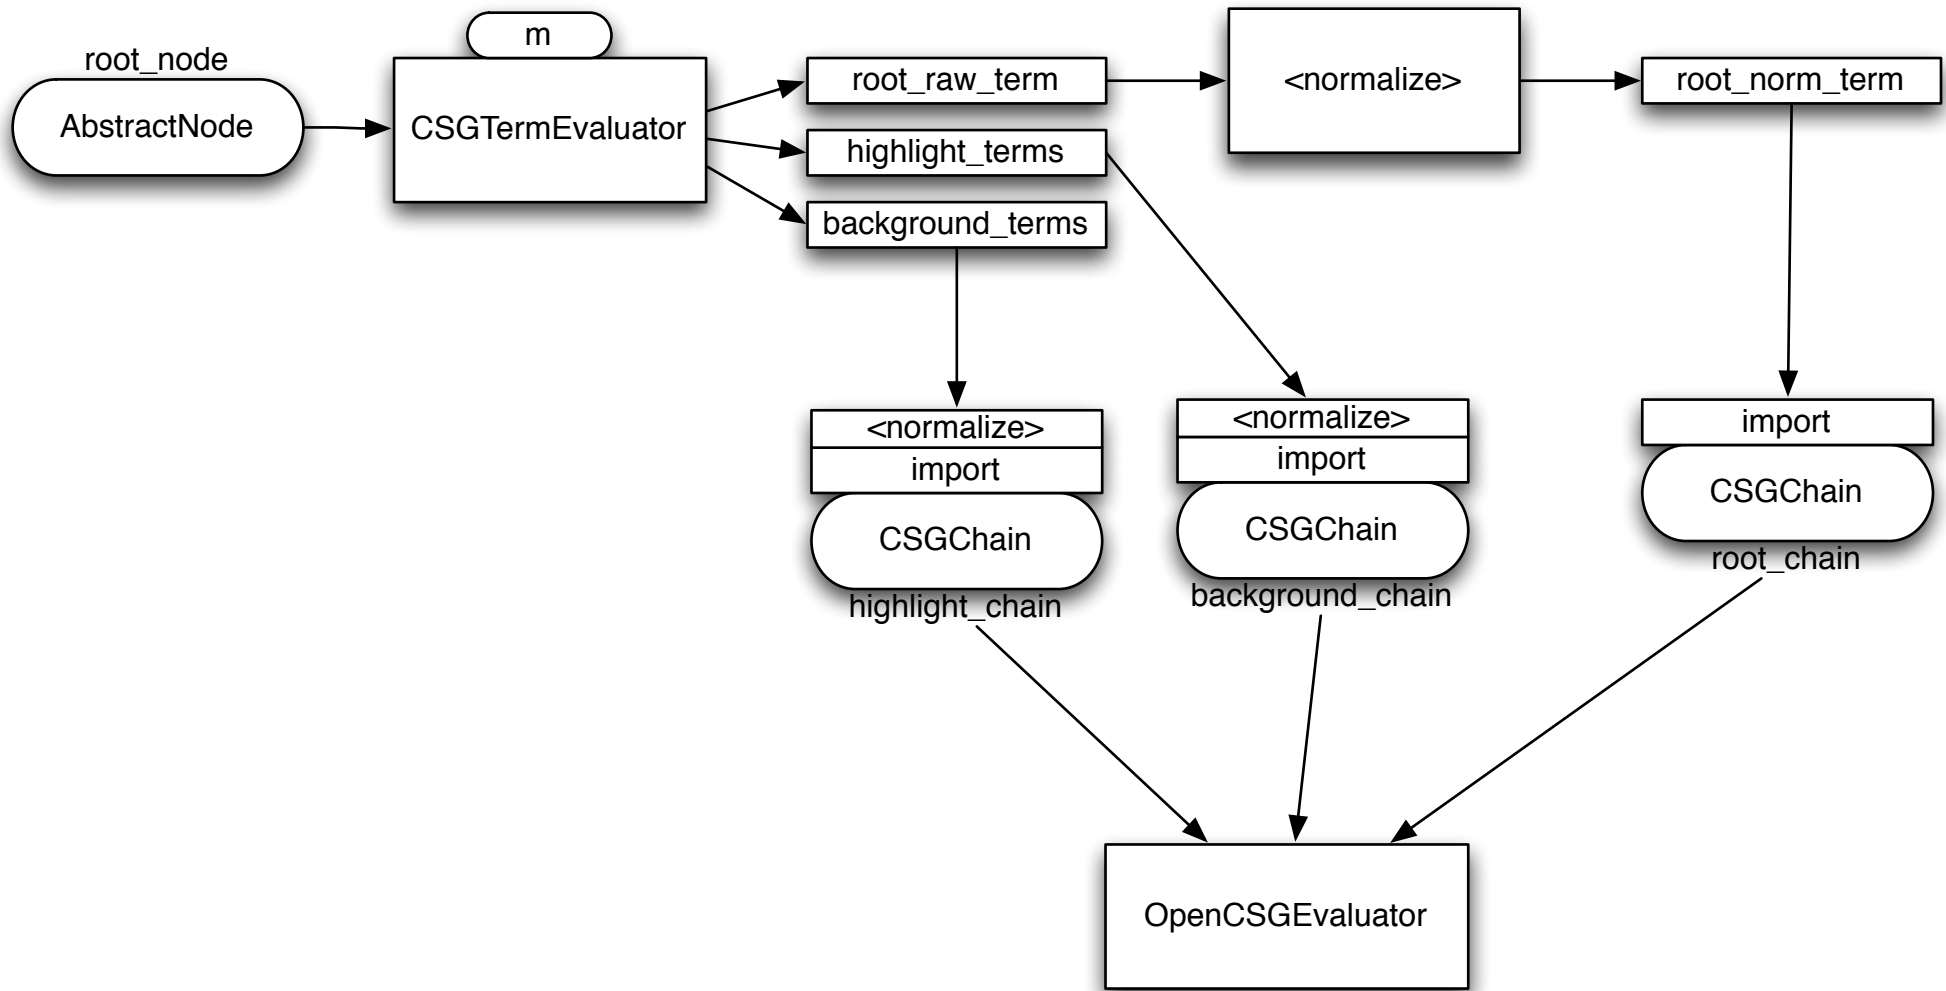 root_node
AbstractNode
m
CSGTermEvaluator
root_raw_term
highlight_terms
background_terms
<normalize>
root_norm_term
<normalize>
import
CSGChain
highlight_chain
<normalize>
import
CSGChain
background_chain
import
CSGChain
root_chain
OpenCSGEvaluator